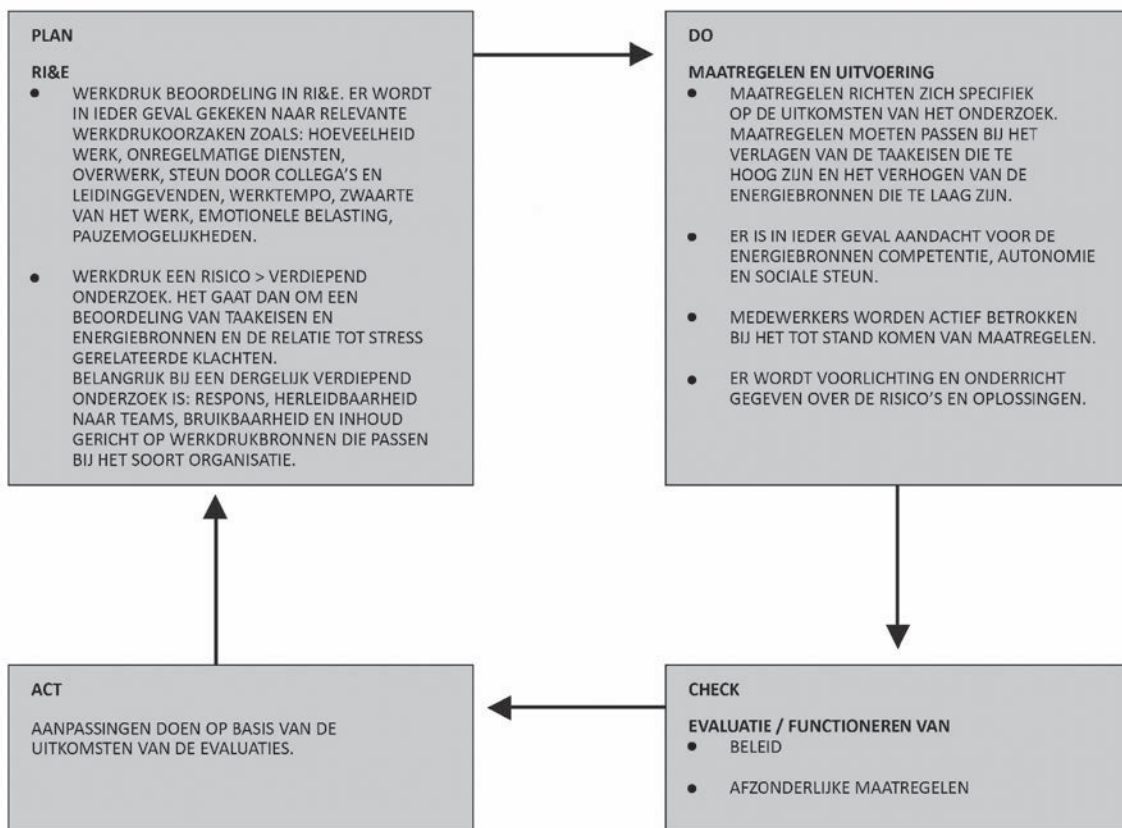 PLAN
RI&E
● WERKDRUK BEOORDELING IN RI&E. ER WORDT
IN IEDER GEVAL GEKEKEN NAAR RELEVANTE
WERKDRUKOORZAKEN ZOALS: HOEVEELHEID
WERK, ONREGELMATIGE DIENSTEN,
OVERWERK, STEUN DOOR COLLEGA'S EN
LEIDINGGEVENDEN, WERKTEMPO, ZWAARTE
VAN HET WERK, EMOTIONELE BELASTING,
PAUZEMOGELIJKHEDEN.
● WERKDRUK EEN RISICO > VERDIEPEND
ONDERZOEK. HET GAAT DAN OM EEN
BEOORDELING VAN TAAKEISEN EN
ENERGIEBRONNEN EN DE RELATIE TOT STRESS
GERELATEERDE KLACHTEN.
BELANGRIJK BIJ EEN DERGELIJK VERDIEPEND
ONDERZOEK IS: RESPONS, HERLEIDBAARHEID
NAAR TEAMS, BRUIKBAARHEID EN INHOUD
GERICHT OP WERKDRUKBRONNEN DIE PASSEN
BIJ HET SOORT ORGANISATIE.
DO
MAATREGELEN EN UITVOERING
● MAATREGELEN RICHTEN ZICH SPECIFIEK
OP DE UITKOMSTEN VAN HET ONDERZOEK.
MAATREGELEN MOETEN PASSEN BIJ HET
VERLAGEN VAN DE TAAKEISEN DIE TE
HOOG ZIJN EN HET VERHOGEN VAN DE
ENERGIEBRONNEN DIE TE LAAG ZIJN.
● ER IS IN IEDER GEVAL AANDACHT VOOR DE
ENERGIEBRONNEN COMPETENTIE, AUTONOMIE
EN SOCIALE STEUN.
● MEDEWERKERS WORDEN ACTIEF BETROKKEN
BIJ HET TOT STAND KOMEN VAN MAATREGELEN.
● ER WORDT VOORLICHTING EN ONDERRICHT
GEGEVEN OVER DE RISICO'S EN OPLOSSINGEN.
CHECK
EVALUATIE / FUNCTIONEREN VAN
● BELEID
● AFZONDERLIJKE MAATREGELEN
ACT
AANPASSINGEN DOEN OP BASIS VAN DE
UITKOMSTEN VAN DE EVALUATIES.